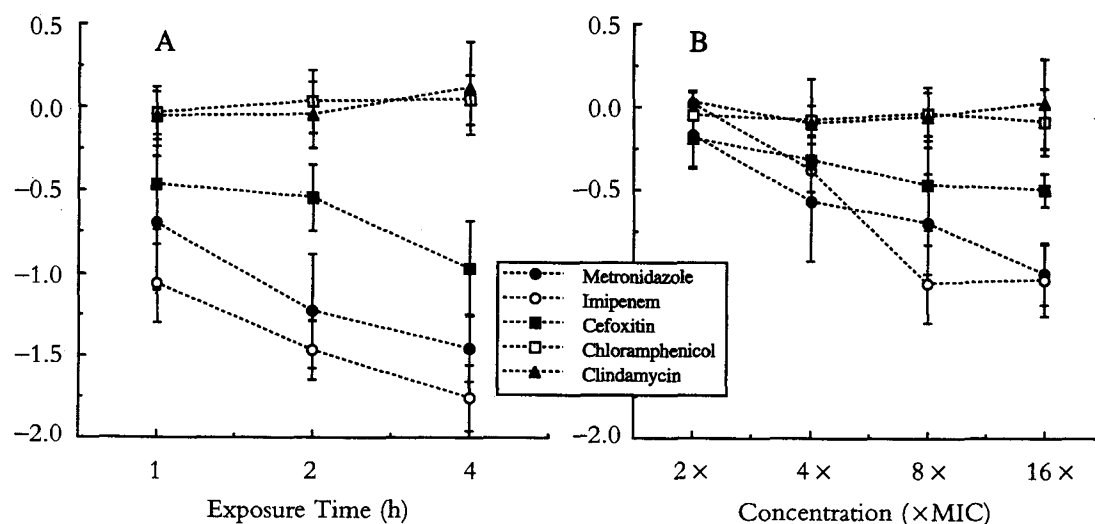 A
0.5
0.0
−0.5
−1.0
−1.5
−2.0
1
2
4
Exposure Time (h)
Metronidazole
Imipenem
Cefoxitin
Chloramphenicol
Clindamycin
B
0.5
0.0
−0.5
−2.0
2 ×
4 ×
8 ×
16 ×
Concentration (×MIC)